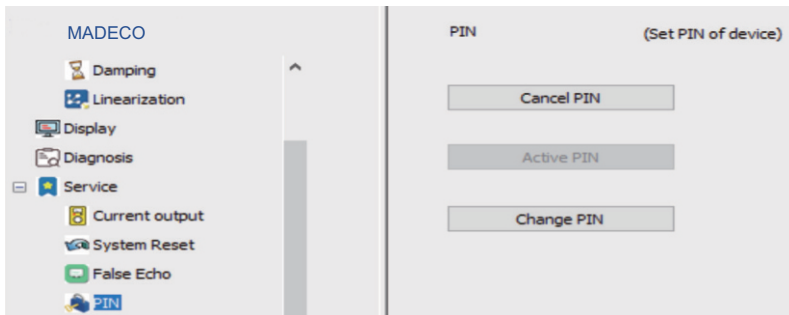 MADECO
Damping
Linearization
Display
Diagnosis
Service
Current output
System Reset
False Echo
PIN
PIN (Set PIN of device)
Cancel PIN
Active PIN
Change PIN